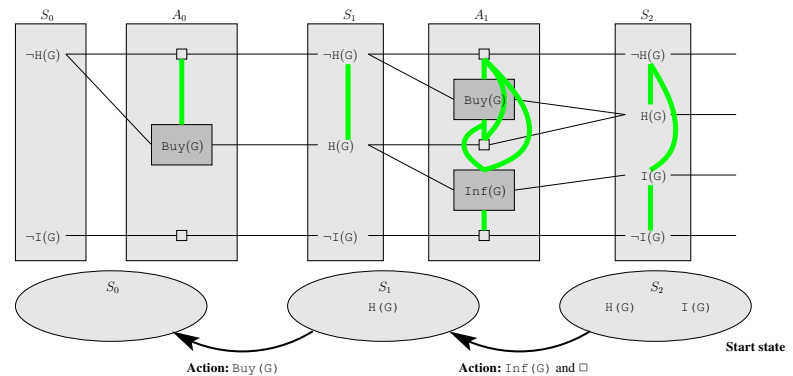 S₀ A₀ S₁ A₁ S₂
¬H(G) ¬H(G) ¬H(G)
Buy(G)
H(G)
Buy(G) H(G)
I(G)
Inf(G)
¬I(G) ¬I(G) ¬I(G)
S₀ S₁ S₂
H(G) H(G) I(G)
Start state
Action: Buy(G) Action: Inf(G) and □